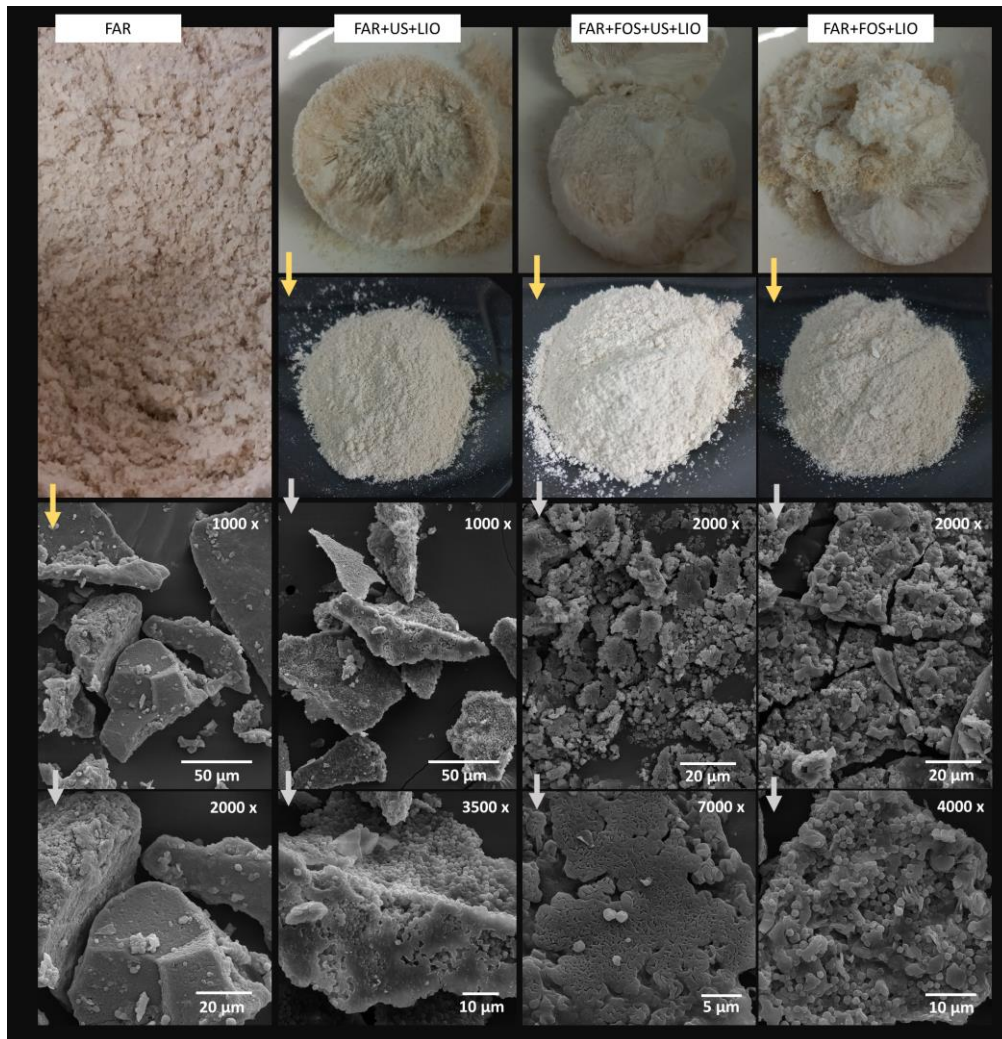 FAR
FAR+US+LIO
FAR+FOS+US+LIO
FAR+FOS+LIO
1000 x
1000 x
2000 x
2000 x
50 µm
50 µm
20 µm
20 µm
2000 x
3500 x
7000 x
4000 x
20 µm
10 µm
5 µm
10 µm